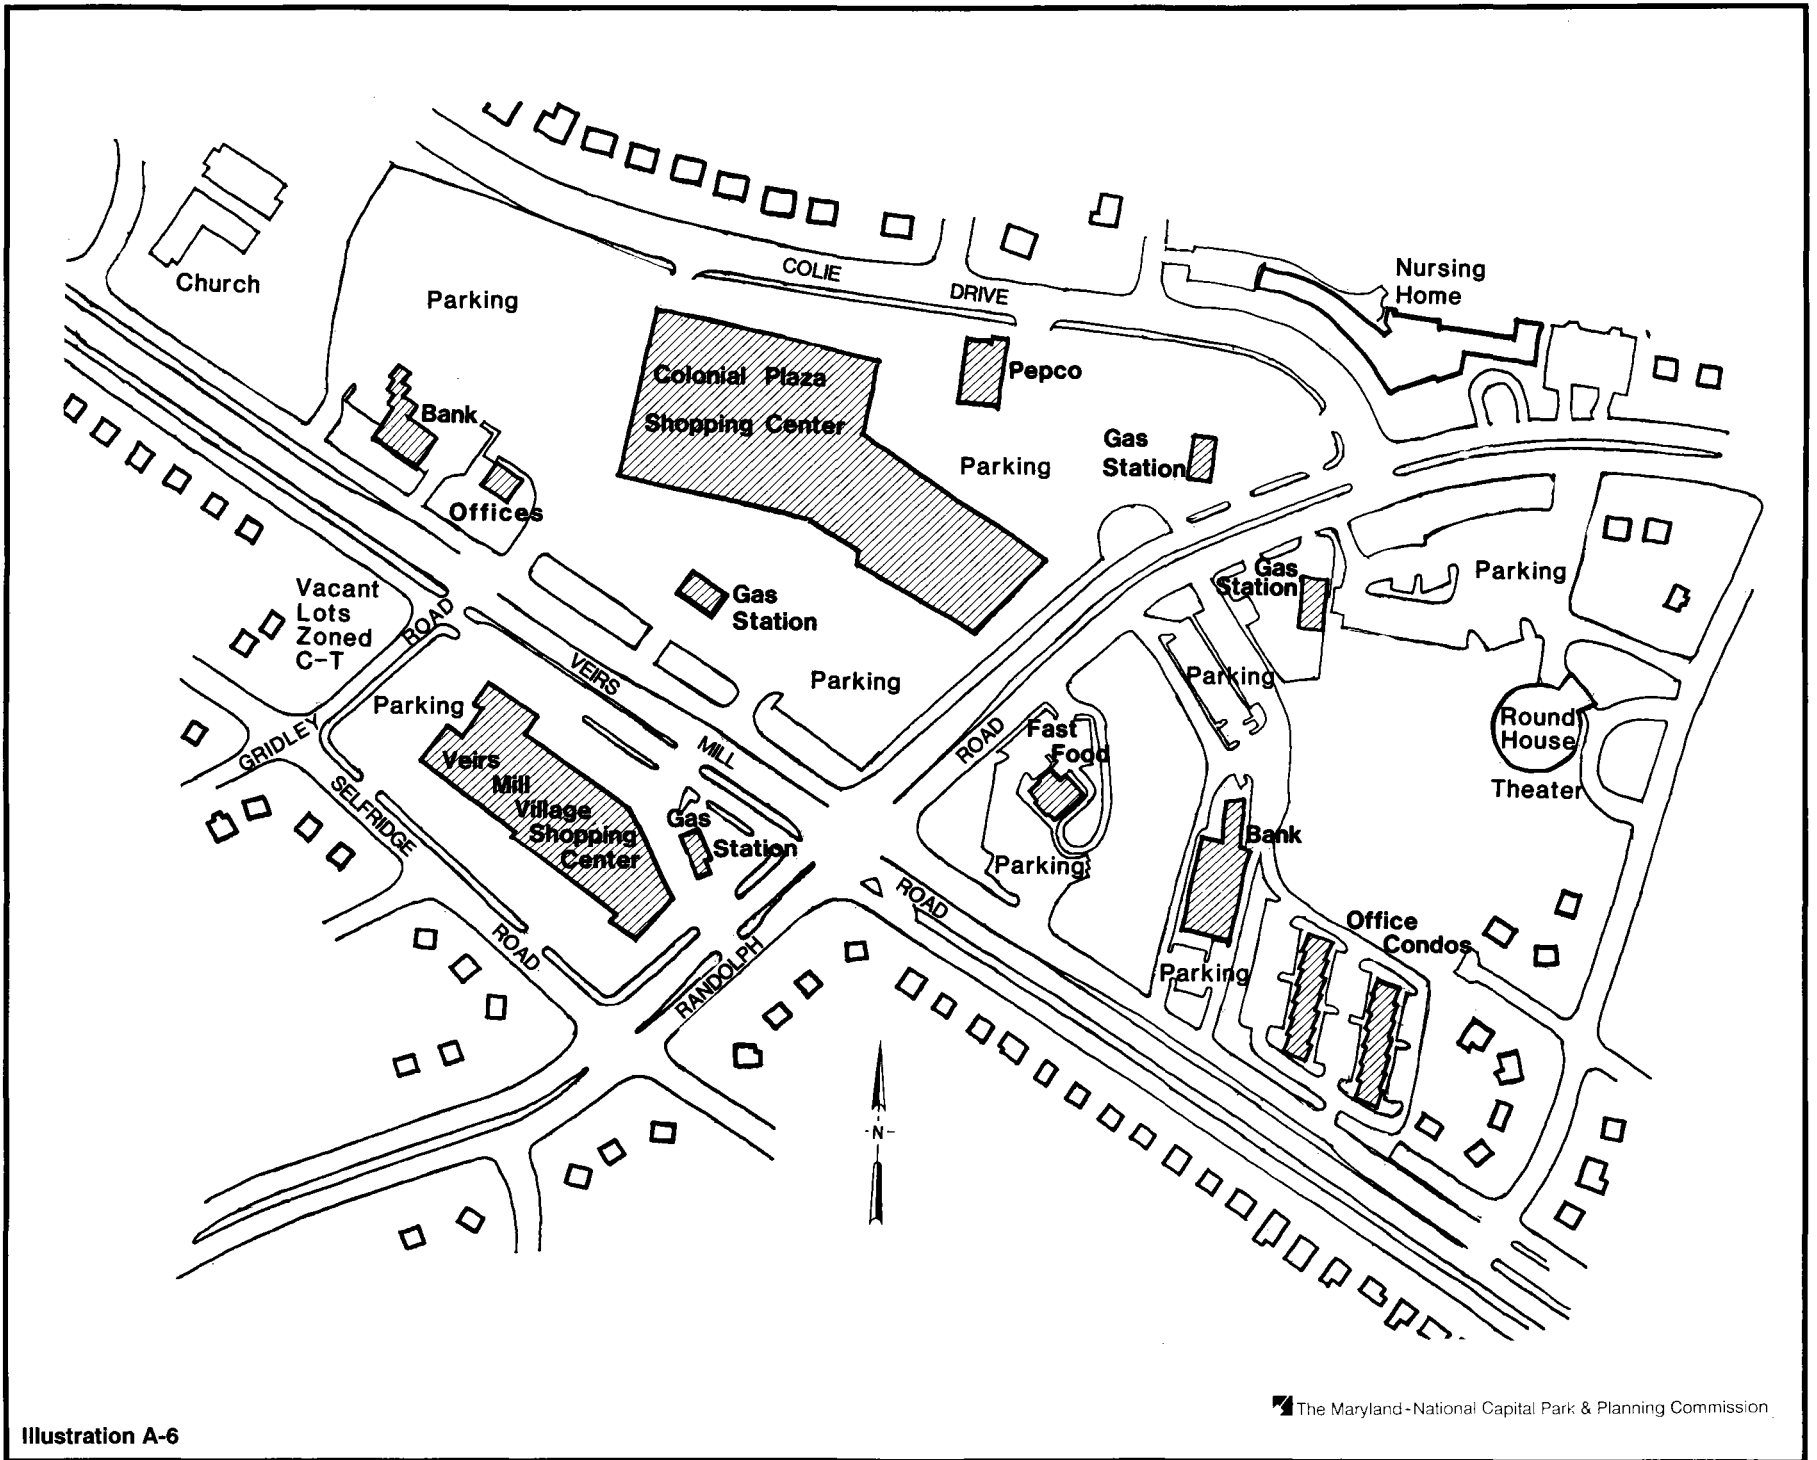 Nursing
Home
COLIE
DRIVE
Church
Parking
Colonial Plaza
Shopping Center
Pepco
Bank
Gas
Station
Parking
Offices
Gas
Station
Parking
Vacant
Lots
Zoned
C-T
ROAD
Gas
Station
VEIRS
Parking
Parking
Parking
Round
House
Theater
GRIDLEY
Veirs
Mill
Village
Shopping
Center
MILL
ROAD
Fast
Food
SELFRIDGE
Gas
Station
Bank
Parking
ROAD
ROAD
RANDOLPH
Office
Condos
Parking
-N-
The Maryland-National Capital Park & Planning Commission
Illustration A-6